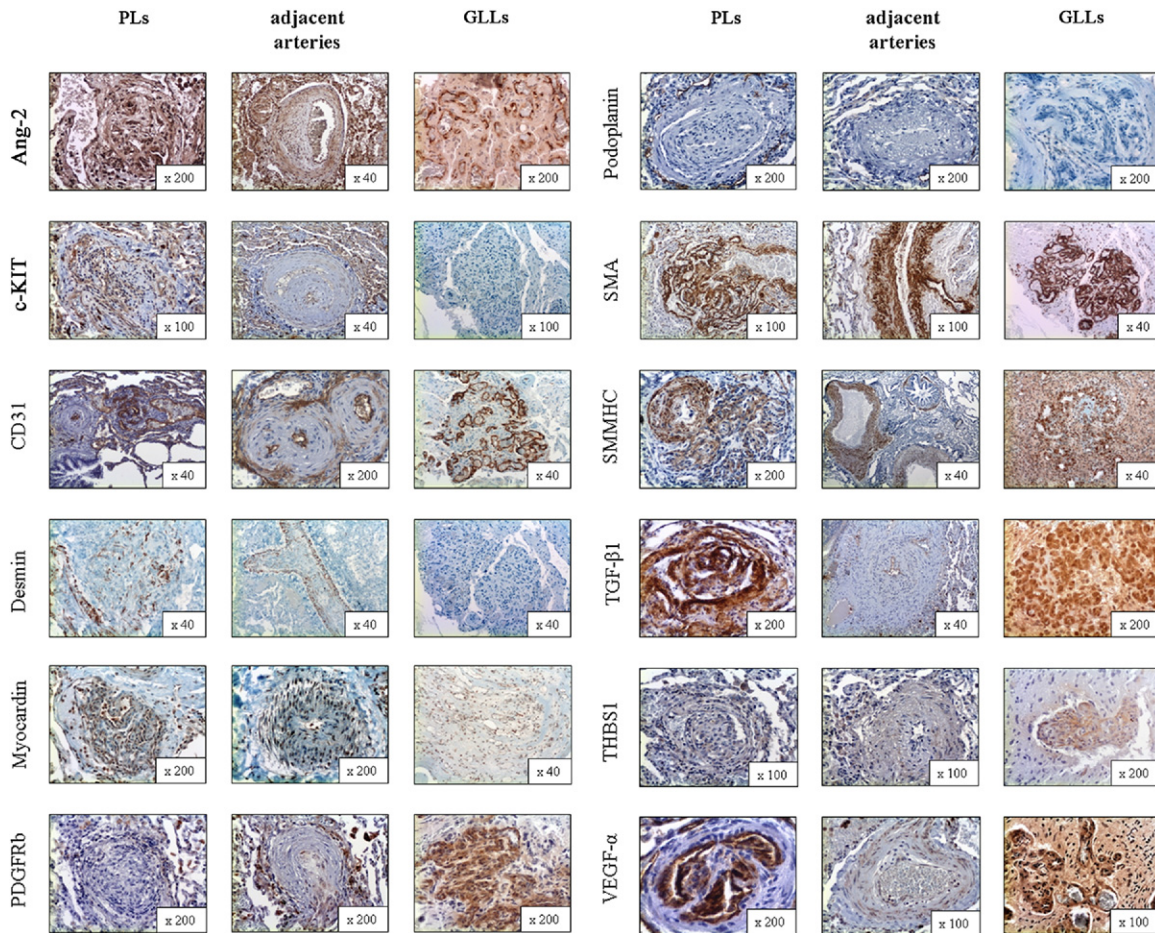 PLs adjacent arteries GLLs PLs adjacent arteries GLLs
Ang-2 x 200 x 40 x 200 Podoplanin x 200 x 200 x 200
c-KIT x 100 x 40 x 100 SMA x 100 x 100 x 40
CD31 x 40 x 200 x 40 SMMHC x 200 x 40 x 40
Desmin x 40 x 40 x 40 TGF-β1 x 200 x 40 x 200
Myocardin x 200 x 200 x 40 THBS1 x 100 x 100 x 200
PDGFRb x 200 x 200 x 200 VEGF-α x 200 x 100 x 100